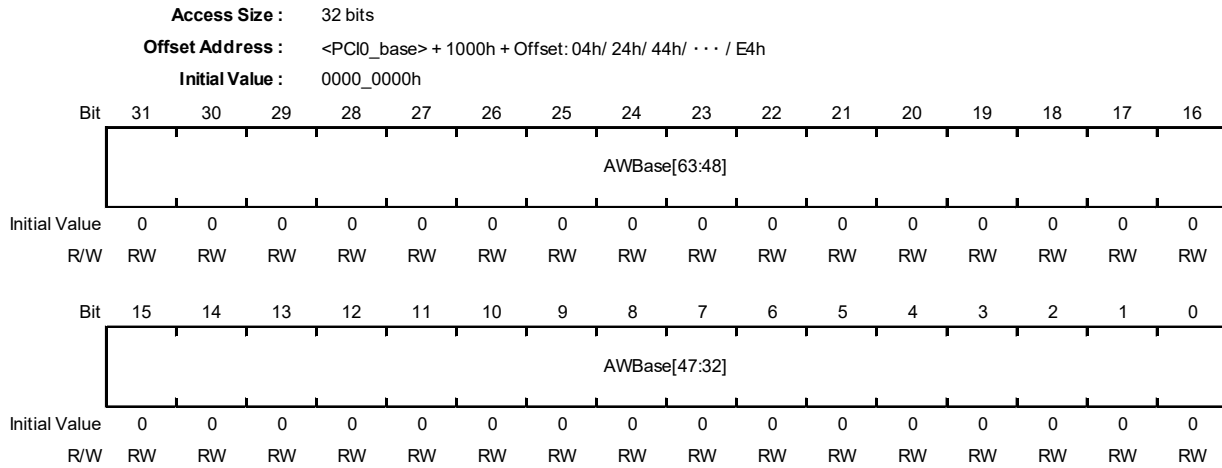 Access Size : 32 bits
Offset Address : <PCI0_base> + 1000h + Offset: 04h/ 24h/ 44h/ ··· / E4h
Initial Value : 0000_0000h
Bit 31 30 29 28 27 26 25 24 23 22 21 20 19 18 17 16
AWBase[63:48]
Initial Value 0 0 0 0 0 0 0 0 0 0 0 0 0 0 0 0
R/W RW RW RW RW RW RW RW RW RW RW RW RW RW RW RW RW
Bit 15 14 13 12 11 10 9 8 7 6 5 4 3 2 1 0
AWBase[47:32]
Initial Value 0 0 0 0 0 0 0 0 0 0 0 0 0 0 0 0
R/W RW RW RW RW RW RW RW RW RW RW RW RW RW RW RW RW